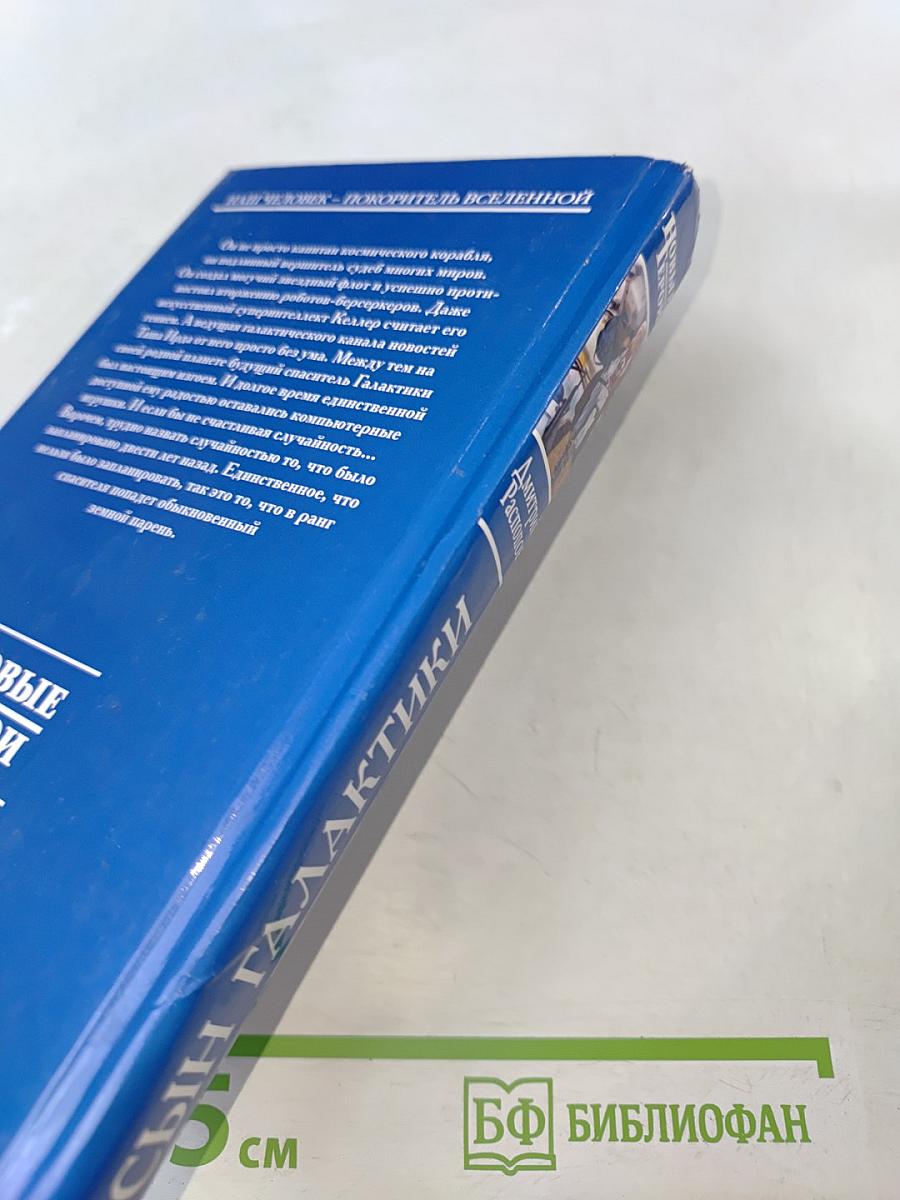 НАШ ЧЕЛОВЕК – ПОКОРИТЕЛЬ ВСЕЛЕННОЙ
Он не просто капитан космического корабля,
он подлинный вершитель судеб многих миров.
Он создал могучий звездный флот и успешно проти-
востоял вторжению роботов-берсеркеров. Даже
искусственный суперинтеллект Келлер считает его
отцом. А ведущая галактического канала новостей
Таня Прада от него просто без ума. Между тем на
своей родной планете будущий спаситель Галактики
был настоящим изгоем. И долгое время единственной
доступной ему радостью оставались компьютерные
игрушки. И если бы не счастливая случайность...
Впрочем, трудно назвать случайностью то, что было
запланировано двести лет назад. Единственное, что
нельзя было запланировать, так это то, что в ранг
спасителя попадет обыкновенный
земной парень.
Дмитрий
СЫН ГАЛАКТИКИ
5 см
БФ БИБЛИОФАН